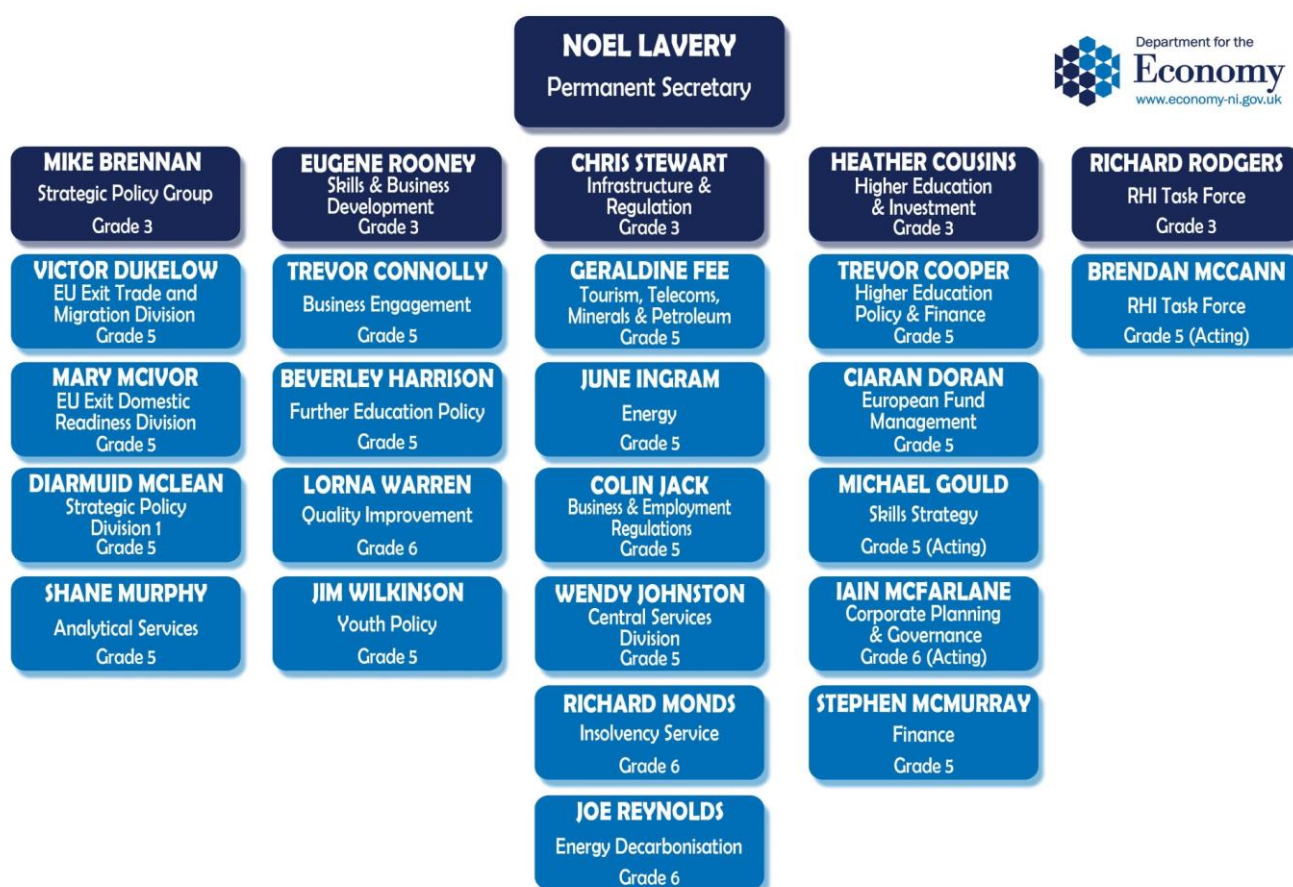 NOEL LAVERY
Permanent Secretary
Department for the
Economy
www.economy-ni.gov.uk
MIKE BRENNAN
Strategic Policy Group
Grade 3
EUGENE ROONEY
Skills & Business
Development
Grade 3
CHRIS STEWART
Infrastructure &
Regulation
Grade 3
HEATHER COUSINS
Higher Education
& Investment
Grade 3
RICHARD RODGERS
RHI Task Force
Grade 3
VICTOR DUKELOW
EU Exit Trade and
Migration Division
Grade 5
TREVOR CONNOLLY
Business Engagement
Grade 5
GERALDINE FEE
Tourism, Telecoms,
Minerals & Petroleum
Grade 5
TREVOR COOPER
Higher Education
Policy & Finance
Grade 5
BRENDAN MCCANN
RHI Task Force
Grade 5 (Acting)
MARY MCIVOR
EU Exit Domestic
Readiness Division
Grade 5
BEVERLEY HARRISON
Further Education Policy
Grade 5
JUNE INGRAM
Energy
Grade 5
CIARAN DORAN
European Fund
Management
Grade 5
DIARMUID MCLEAN
Strategic Policy
Division 1
Grade 5
LORNA WARREN
Quality Improvement
Grade 6
COLIN JACK
Business & Employment
Regulations
Grade 5
MICHAEL GOULD
Skills Strategy
Grade 5 (Acting)
SHANE MURPHY
Analytical Services
Grade 5
JIM WILKINSON
Youth Policy
Grade 5
WENDY JOHNSTON
Central Services
Division
Grade 5
IAIN MCFARLANE
Corporate Planning
& Governance
Grade 6 (Acting)
RICHARD MONDS
Insolvency Service
Grade 6
STEPHEN MCMURRAY
Finance
Grade 5
JOE REYNOLDS
Energy Decarbonisation
Grade 6